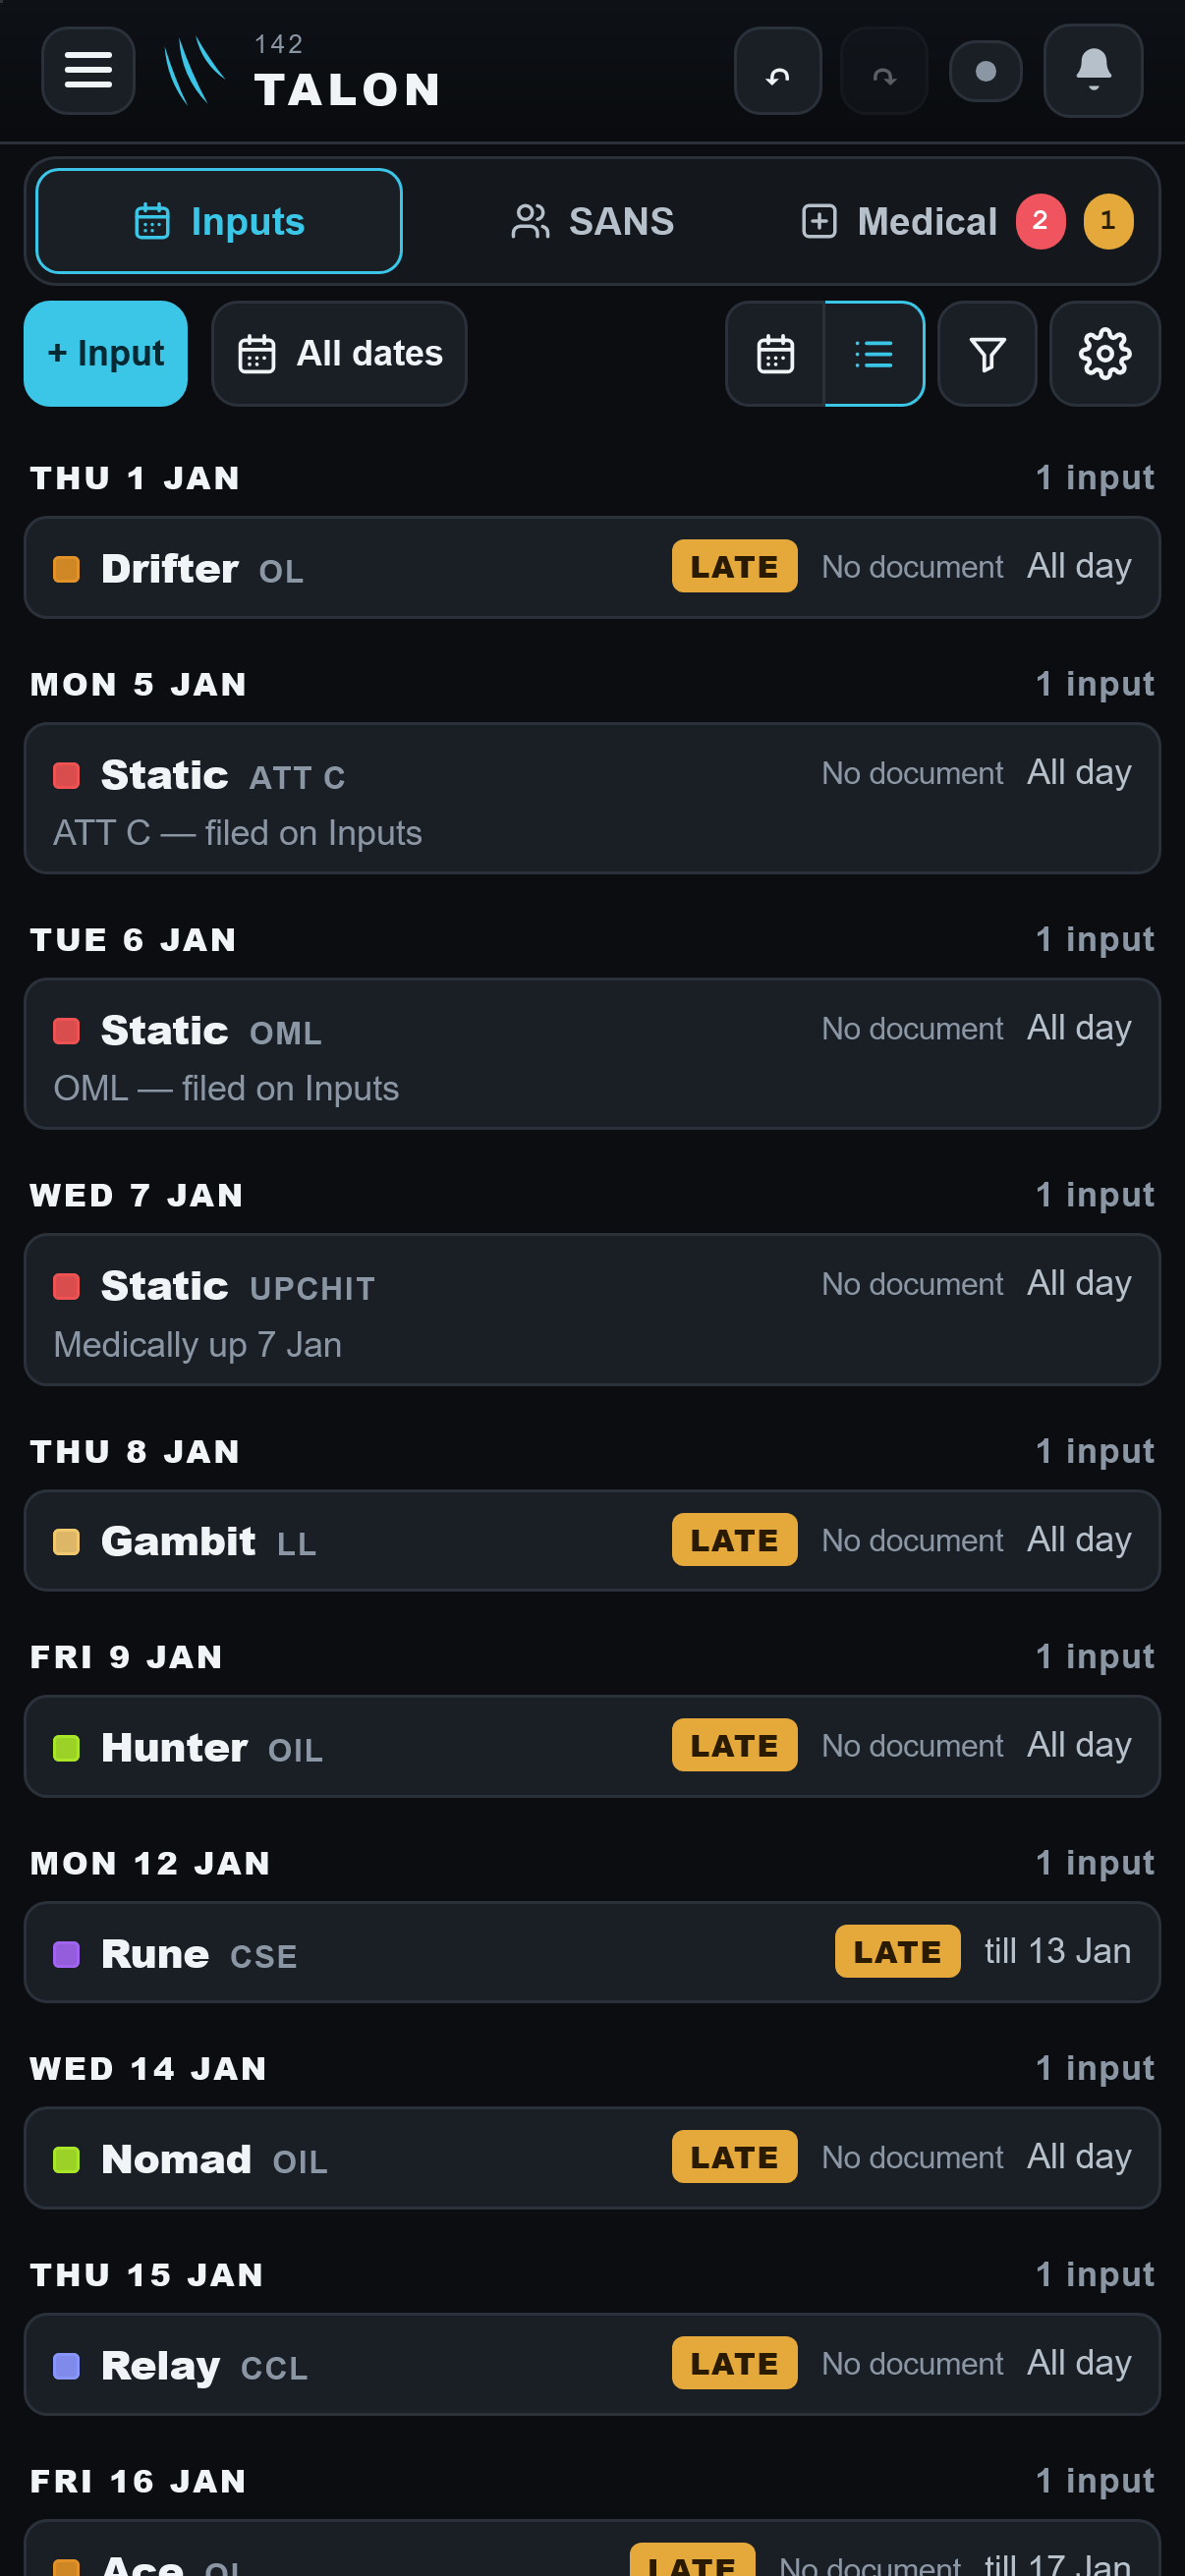 142
TALON
Inputs SANS Medical 2 1
+ Input All dates
THU 1 JAN 1 input
Drifter OL LATE No document All day
MON 5 JAN 1 input
Static ATT C No document All day
ATT C — filed on Inputs
TUE 6 JAN 1 input
Static OML No document All day
OML — filed on Inputs
WED 7 JAN 1 input
Static UPCHIT No document All day
Medically up 7 Jan
THU 8 JAN 1 input
Gambit LL LATE No document All day
FRI 9 JAN 1 input
Hunter OIL LATE No document All day
MON 12 JAN 1 input
Rune CSE LATE till 13 Jan
WED 14 JAN 1 input
Nomad OIL LATE No document All day
THU 15 JAN 1 input
Relay CCL LATE No document All day
FRI 16 JAN 1 input
Ace OL LATE No document till 17 Jan